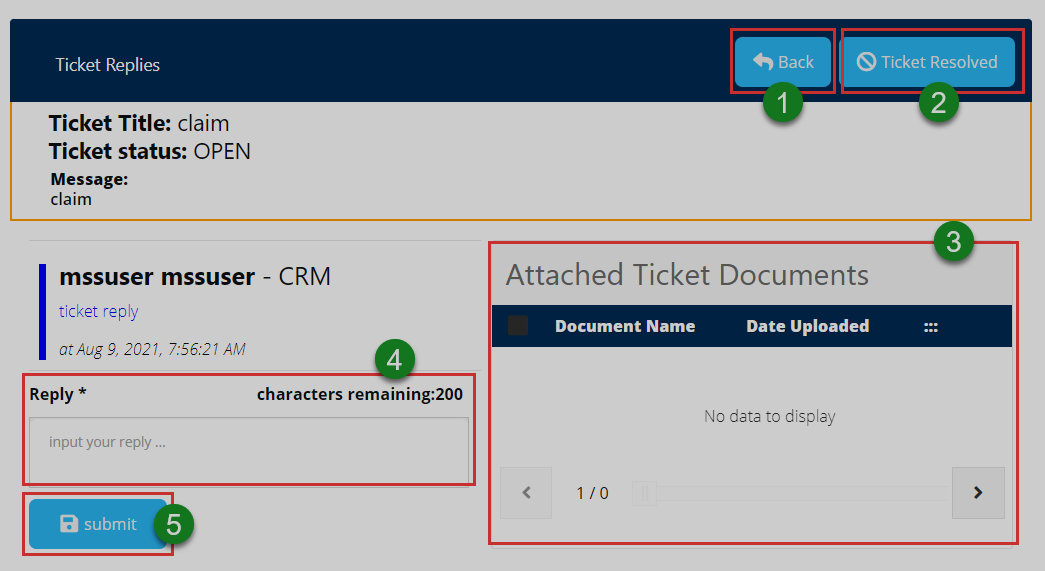 Ticket Replies
Back
Ticket Resolved
1
2
Ticket Title: claim
Ticket status: OPEN
Message:
claim
3
mssuser mssuser - CRM
ticket reply
at Aug 9, 2021, 7:56:21 AM
4
Reply * characters remaining:200
input your reply ...
submit
5
Attached Ticket Documents
Document Name Date Uploaded :::
No data to display
1 / 0